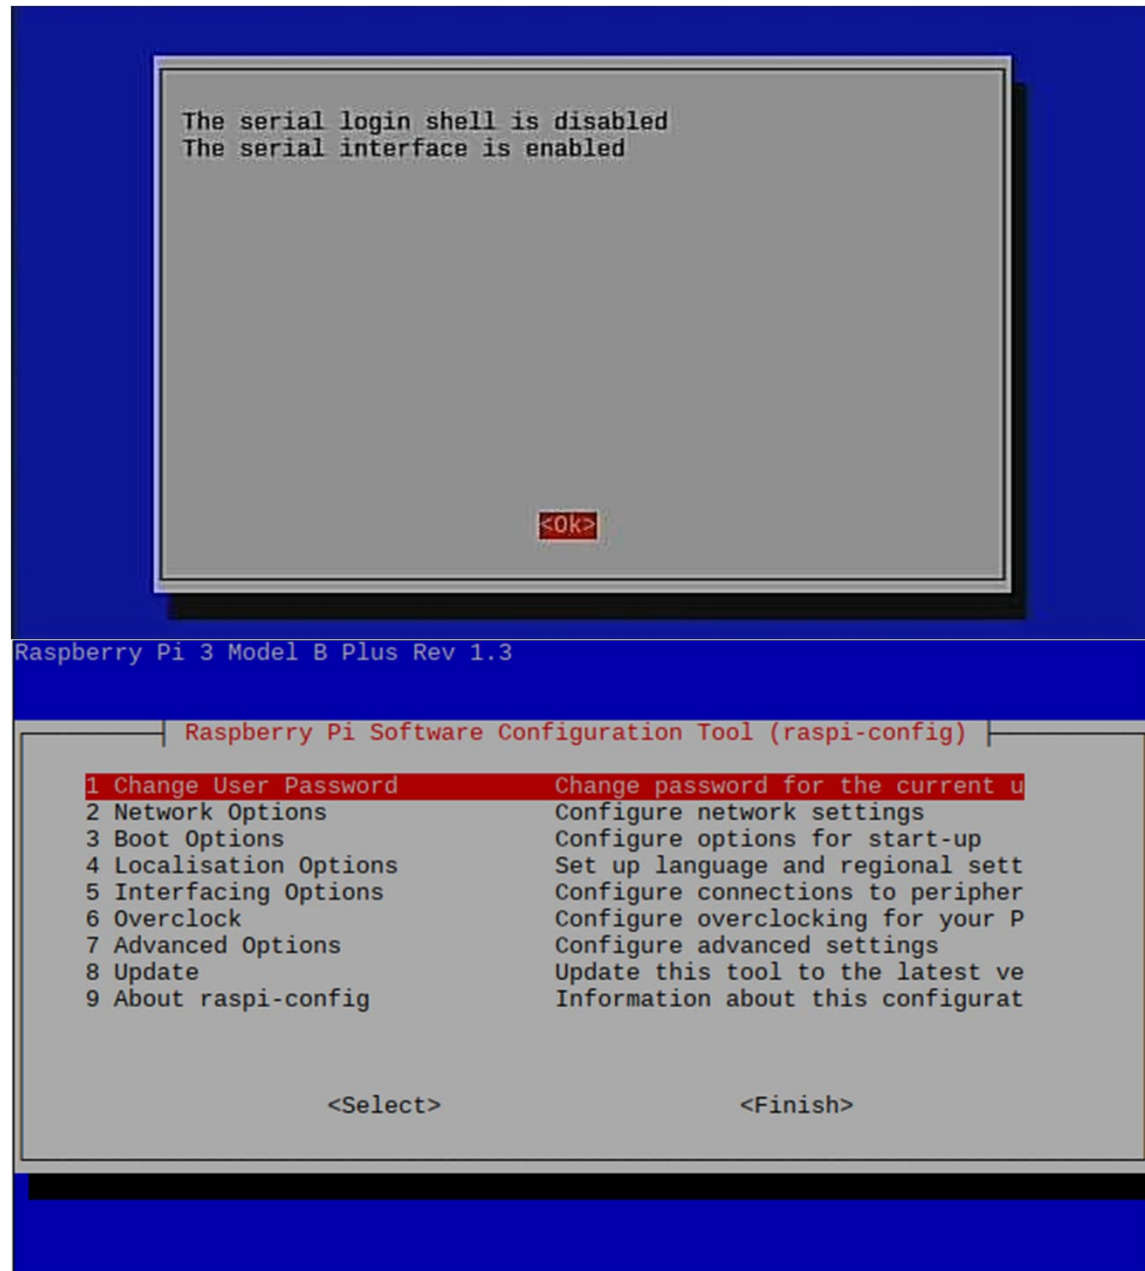 The serial login shell is disabled
The serial interface is enabled
<Ok>
Raspberry Pi 3 Model B Plus Rev 1.3
Raspberry Pi Software Configuration Tool (raspi-config)
1 Change User Password Change password for the current u
2 Network Options Configure network settings
3 Boot Options Configure options for start-up
4 Localisation Options Set up language and regional sett
5 Interfacing Options Configure connections to peripher
6 Overclock Configure overclocking for your P
7 Advanced Options Configure advanced settings
8 Update Update this tool to the latest ve
9 About raspi-config Information about this configurat
<Select> <Finish>